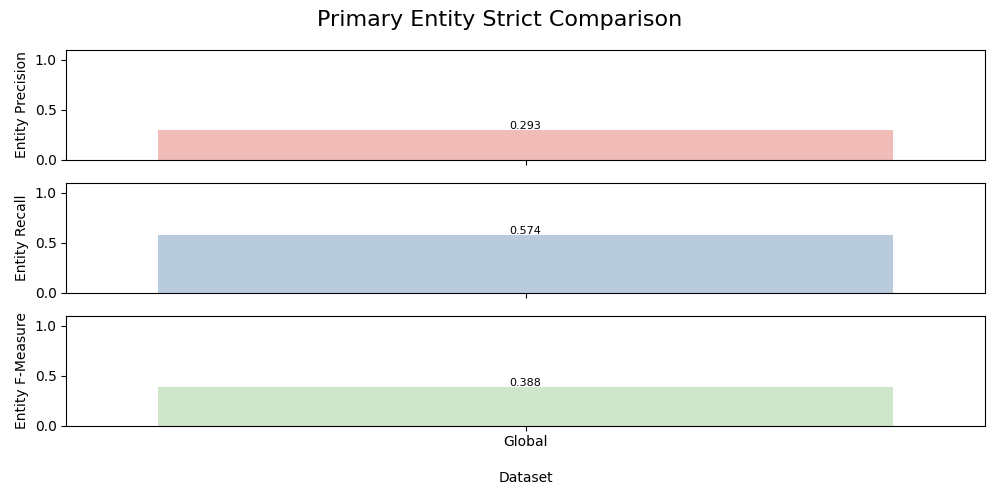 Primary Entity Strict Comparison
Entity Precision
1.0
0.5
0.0
0.293
Entity Recall
1.0
0.5
0.0
0.574
Entity F-Measure
1.0
0.5
0.0
0.388
Global
Dataset